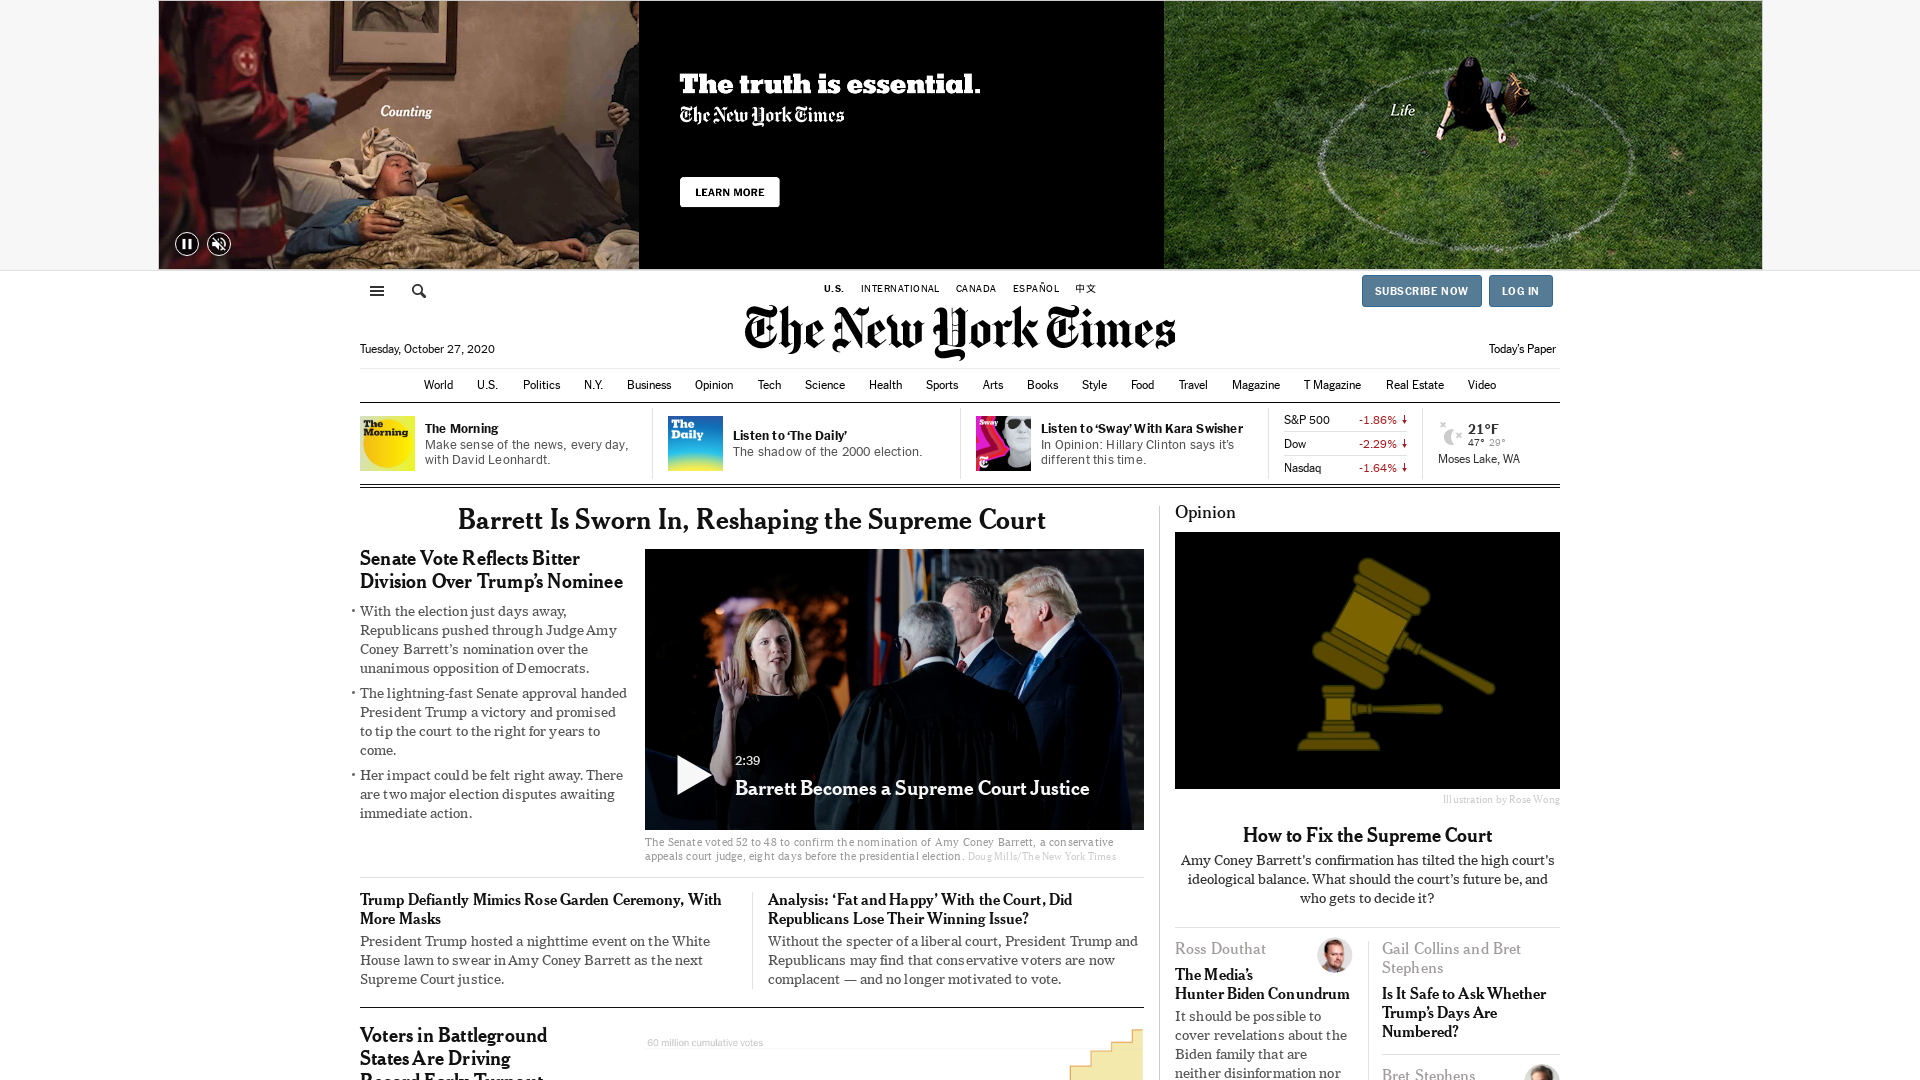 Counting
The truth is essential.
The New York Times
LEARN MORE
Life
U.S. INTERNATIONAL CANADA ESPAÑOL 中文
SUBSCRIBE NOW LOG IN
The New York Times
Tuesday, October 27, 2020
Today's Paper
World U.S. Politics N.Y. Business Opinion Tech Science Health Sports Arts Books Style Food Travel Magazine T Magazine Real Estate Video
The Morning
The Morning
Make sense of the news, every day,
with David Leonhardt.
The Daily
Listen to ‘The Daily’
The shadow of the 2000 election.
Sway
Listen to ‘Sway’ With Kara Swisher
In Opinion: Hillary Clinton says it's
different this time.
S&P 500 -1.86% ↓
Dow -2.29% ↓
Nasdaq -1.64% ↓
21°F
47° 29°
Moses Lake, WA
Barrett Is Sworn In, Reshaping the Supreme Court
Senate Vote Reflects Bitter
Division Over Trump’s Nominee
• With the election just days away,
Republicans pushed through Judge Amy
Coney Barrett’s nomination over the
unanimous opposition of Democrats.
• The lightning-fast Senate approval handed
President Trump a victory and promised
to tip the court to the right for years to
come.
• Her impact could be felt right away. There
are two major election disputes awaiting
immediate action.
2:39
Barrett Becomes a Supreme Court Justice
The Senate voted 52 to 48 to confirm the nomination of Amy Coney Barrett, a conservative
appeals court judge, eight days before the presidential election. Doug Mills/The New York Times
Trump Defiantly Mimics Rose Garden Ceremony, With
More Masks
President Trump hosted a nighttime event on the White
House lawn to swear in Amy Coney Barrett as the next
Supreme Court justice.
Analysis: ‘Fat and Happy’ With the Court, Did
Republicans Lose Their Winning Issue?
Without the specter of a liberal court, President Trump and
Republicans may find that conservative voters are now
complacent — and no longer motivated to vote.
Voters in Battleground
States Are Driving
Record Early Turnout
60 million cumulative votes
Opinion
Illustration by Rose Wong
How to Fix the Supreme Court
Amy Coney Barrett's confirmation has tilted the high court's
ideological balance. What should the court’s future be, and
who gets to decide it?
Ross Douthat
The Media’s
Hunter Biden Conundrum
It should be possible to
cover revelations about the
Biden family that are
neither disinformation nor
Gail Collins and Bret
Stephens
Is It Safe to Ask Whether
Trump’s Days Are
Numbered?
Bret Stephens